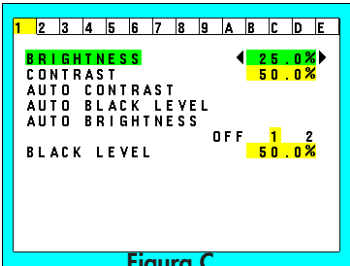 1 2 3 4 5 6 7 8 9 A B C D E
BRIGHTNESS 25.0%
CONTRAST 50.0%
AUTO CONTRAST
AUTO BLACK LEVEL
AUTO BRIGHTNESS
OFF 1 2
BLACK LEVEL 50.0%
Figura C